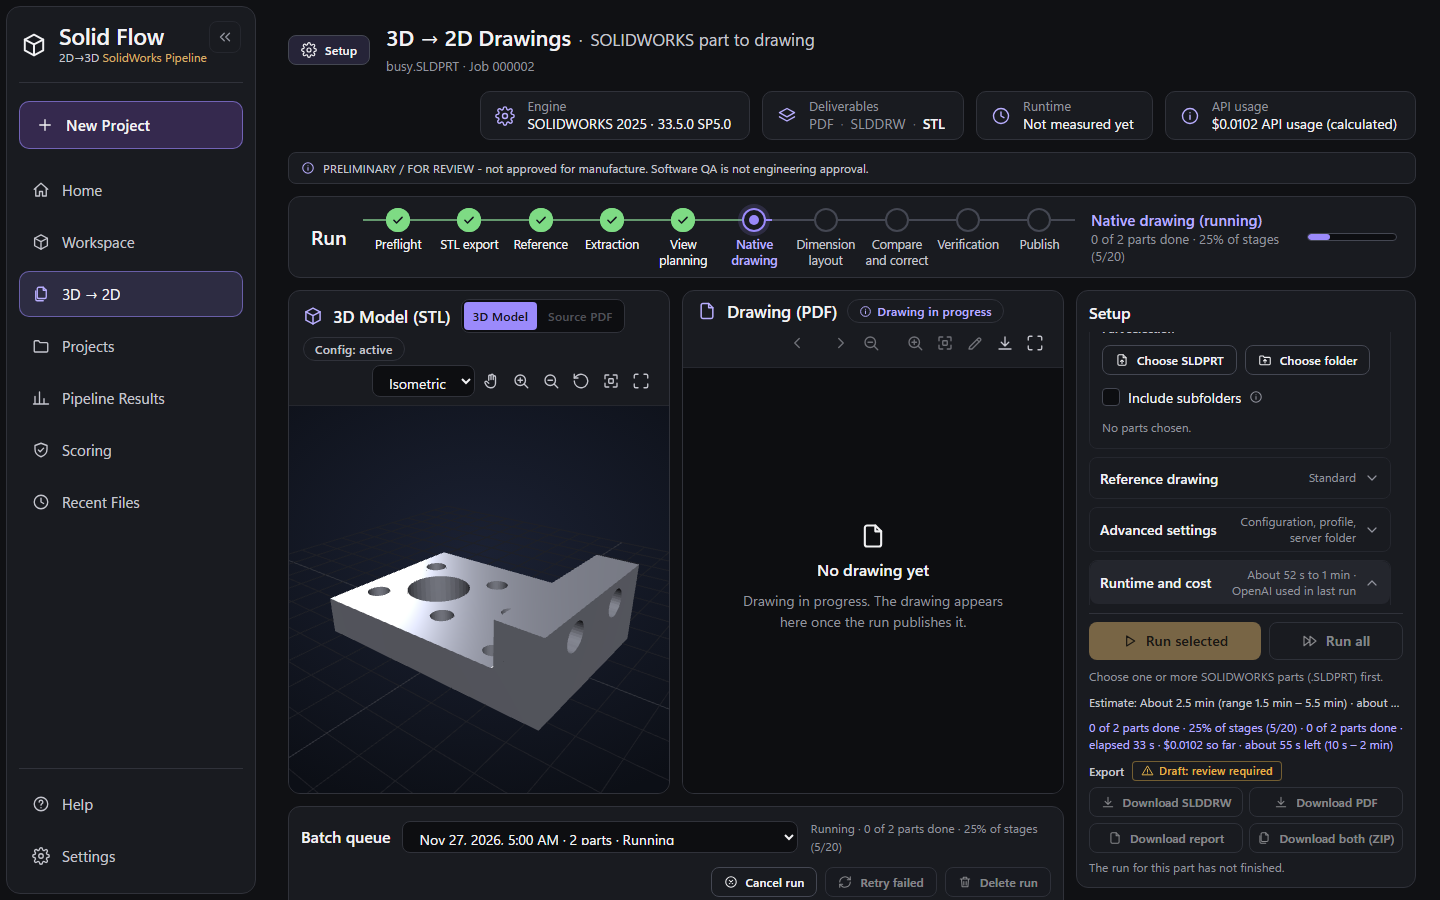 Solid Flow
2D→3D SolidWorks Pipeline
New Project
Home
Workspace
3D → 2D
Projects
Pipeline Results
Scoring
Recent Files
Help
Settings
Setup
3D → 2D Drawings · SOLIDWORKS part to drawing
busy.SLDPRT · Job 000002
Engine
SOLIDWORKS 2025 · 33.5.0 SP5.0
Deliverables
PDF · SLDDRW · STL
Runtime
Not measured yet
API usage
$0.0102 API usage (calculated)
PRELIMINARY / FOR REVIEW - not approved for manufacture. Software QA is not engineering approval.
Run
Preflight
STL export
Reference
Extraction
View planning
Native drawing
Dimension layout
Compare and correct
Verification
Publish
Native drawing (running)
0 of 2 parts done · 25% of stages
(5/20)
3D Model (STL)
3D Model
Source PDF
Config: active
Isometric
Drawing (PDF)
Drawing in progress
No drawing yet
Drawing in progress. The drawing appears
here once the run publishes it.
Batch queue
Nov 27, 2026, 5:00 AM · 2 parts · Running
Running · 0 of 2 parts done · 25% of stages
(5/20)
Cancel run
Retry failed
Delete run
Setup
Choose SLDPRT
Choose folder
Include subfolders
No parts chosen.
Reference drawing
Standard
Advanced settings
Configuration, profile,
server folder
Runtime and cost
About 52 s to 1 min ·
OpenAI used in last run
Run selected
Run all
Choose one or more SOLIDWORKS parts (.SLDPRT) first.
Estimate: About 2.5 min (range 1.5 min – 5.5 min) · about ...
0 of 2 parts done · 25% of stages (5/20) · 0 of 2 parts done ·
elapsed 33 s · $0.0102 so far · about 55 s left (10 s – 2 min)
Export
Draft: review required
Download SLDDRW
Download PDF
Download report
Download both (ZIP)
The run for this part has not finished.